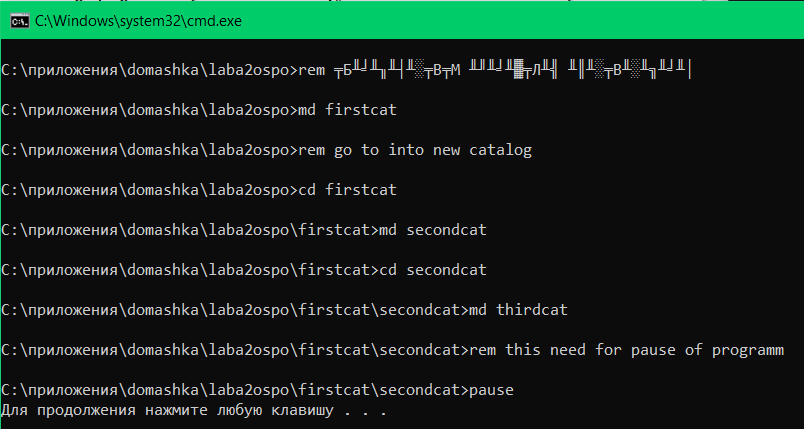 C:\Windows\system32\cmd.exe
C:\приложения\domashka\laba2ospo>rem ╤Б╨╛╨╖╨┤╨░╤В╤М ╨╜╨╛╨▓╤Л╨╣ ╨║╨░╤В╨░╨╗╨╛╨│
C:\приложения\domashka\laba2ospo>md firstcat
C:\приложения\domashka\laba2ospo>rem go to into new catalog
C:\приложения\domashka\laba2ospo>cd firstcat
C:\приложения\domashka\laba2ospo\firstcat>md secondcat
C:\приложения\domashka\laba2ospo\firstcat>cd secondcat
C:\приложения\domashka\laba2ospo\firstcat\secondcat>md thirdcat
C:\приложения\domashka\laba2ospo\firstcat\secondcat>rem this need for pause of programm
C:\приложения\domashka\laba2ospo\firstcat\secondcat>pause
Для продолжения нажмите любую клавишу . . .